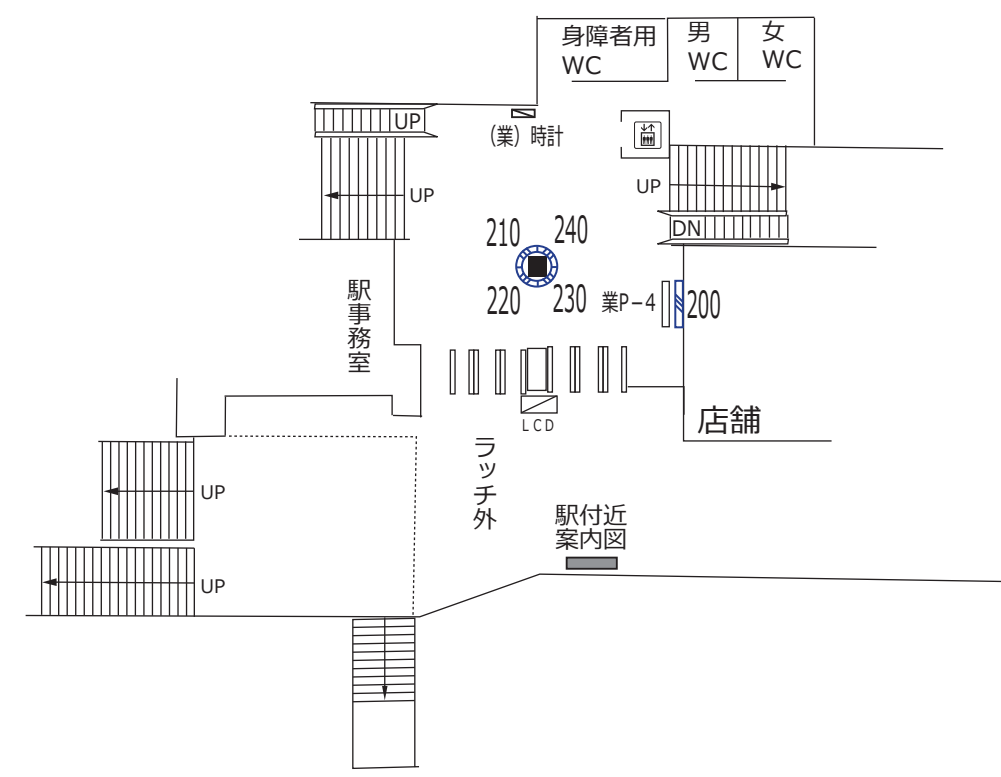 身障者用
WC
男
WC
女
WC
UP
(業) 時計
UP
UP
DN
210
240
220
230
業P-4
200
駅事務室
LCD
店舗
ラッチ外
UP
駅付近
案内図
UP